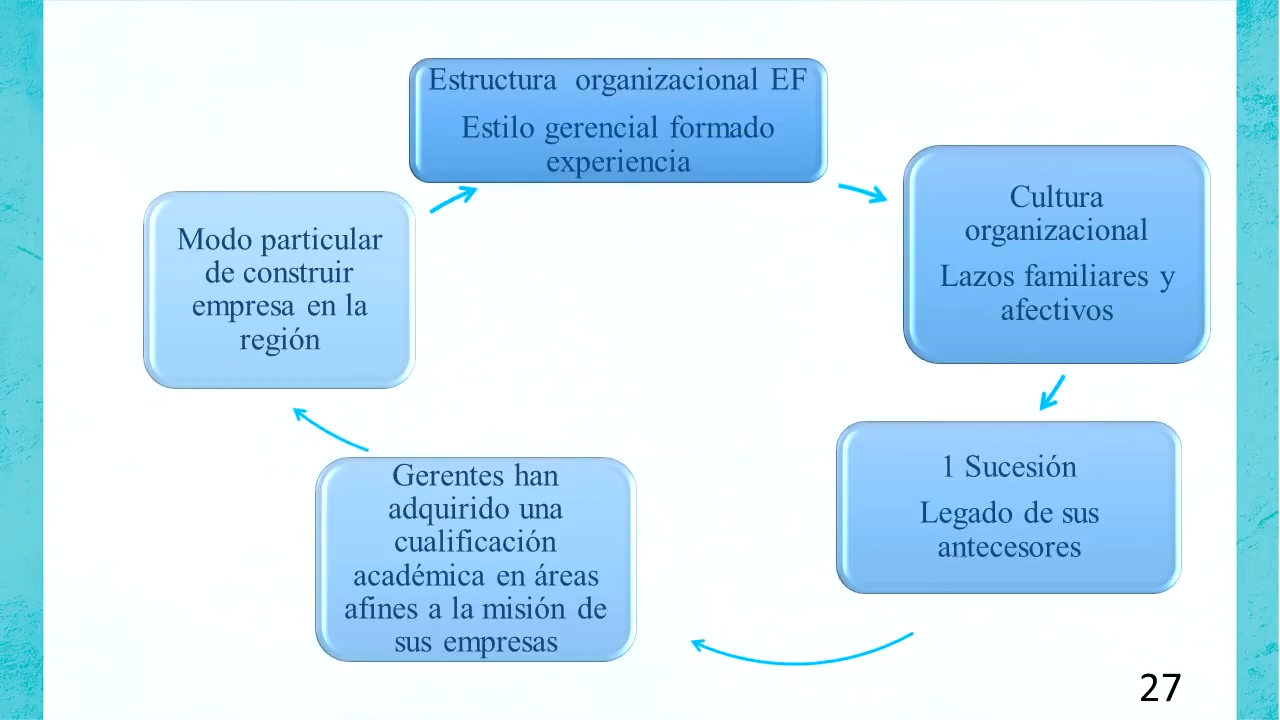 Estructura organizacional EF
Estilo gerencial formado
experiencia
Cultura
organizacional
Lazos familiares y
afectivos
1 Sucesión
Legado de sus
antecesores
Gerentes han
adquirido una
cualificación
académica en áreas
afines a la misión de
sus empresas
Modo particular
de construir
empresa en la
región
27